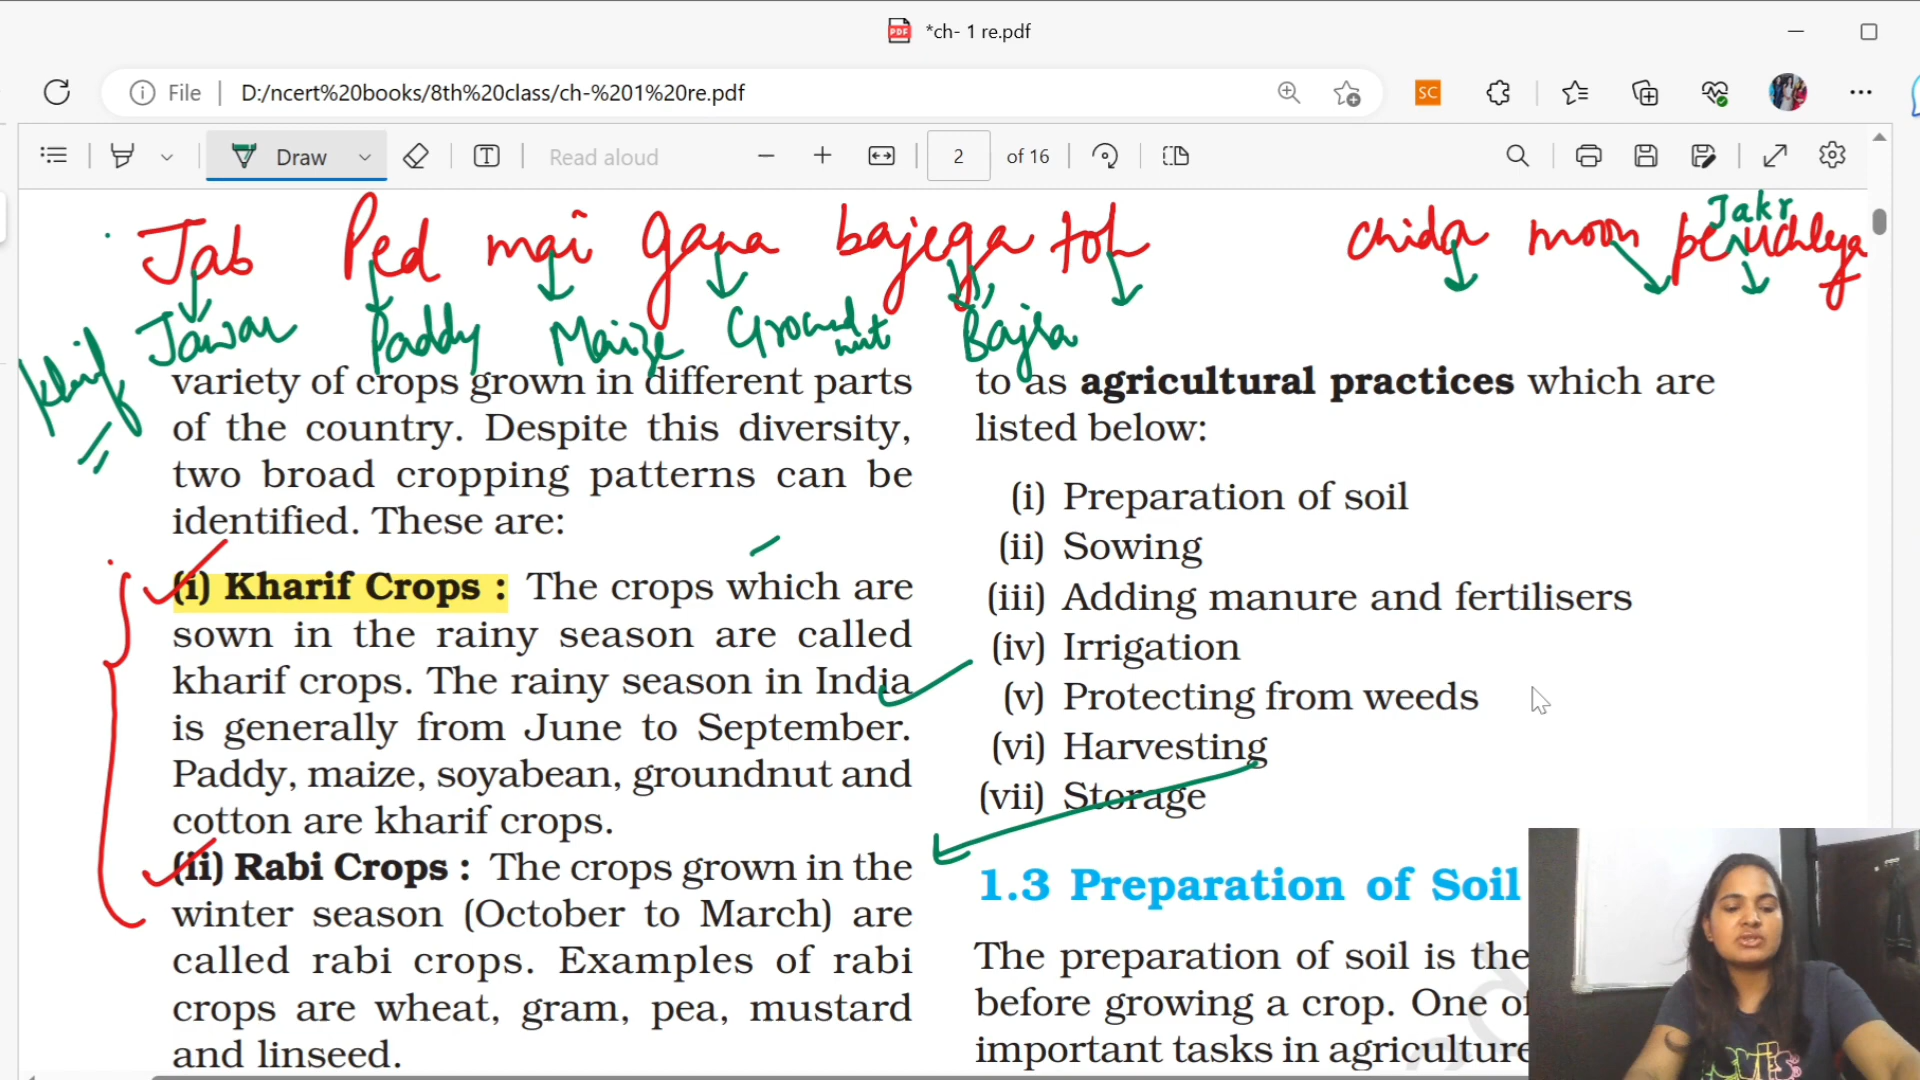 *ch- 1 re.pdf
File D:/ncert%20books/8th%20class/ch-%201%20re.pdf
SC
Draw Read aloud 2 of 16
Jab Ped mai gana bajega toh chida moon pe
Jakr
Jawar Paddy Maize Groundnut Bajra
Kharif
variety of crops grown in different parts
of the country. Despite this diversity,
two broad cropping patterns can be
identified. These are:
(i) Kharif Crops : The crops which are
sown in the rainy season are called
kharif crops. The rainy season in India
is generally from June to September.
Paddy, maize, soyabean, groundnut and
cotton are kharif crops.
(ii) Rabi Crops : The crops grown in the
winter season (October to March) are
called rabi crops. Examples of rabi
crops are wheat, gram, pea, mustard
and linseed.
to as agricultural practices which are
listed below:
(i) Preparation of soil
(ii) Sowing
(iii) Adding manure and fertilisers
(iv) Irrigation
(v) Protecting from weeds
(vi) Harvesting
(vii) Storage
1.3 Preparation of Soil
The preparation of soil is the
before growing a crop. One of
important tasks in agriculture